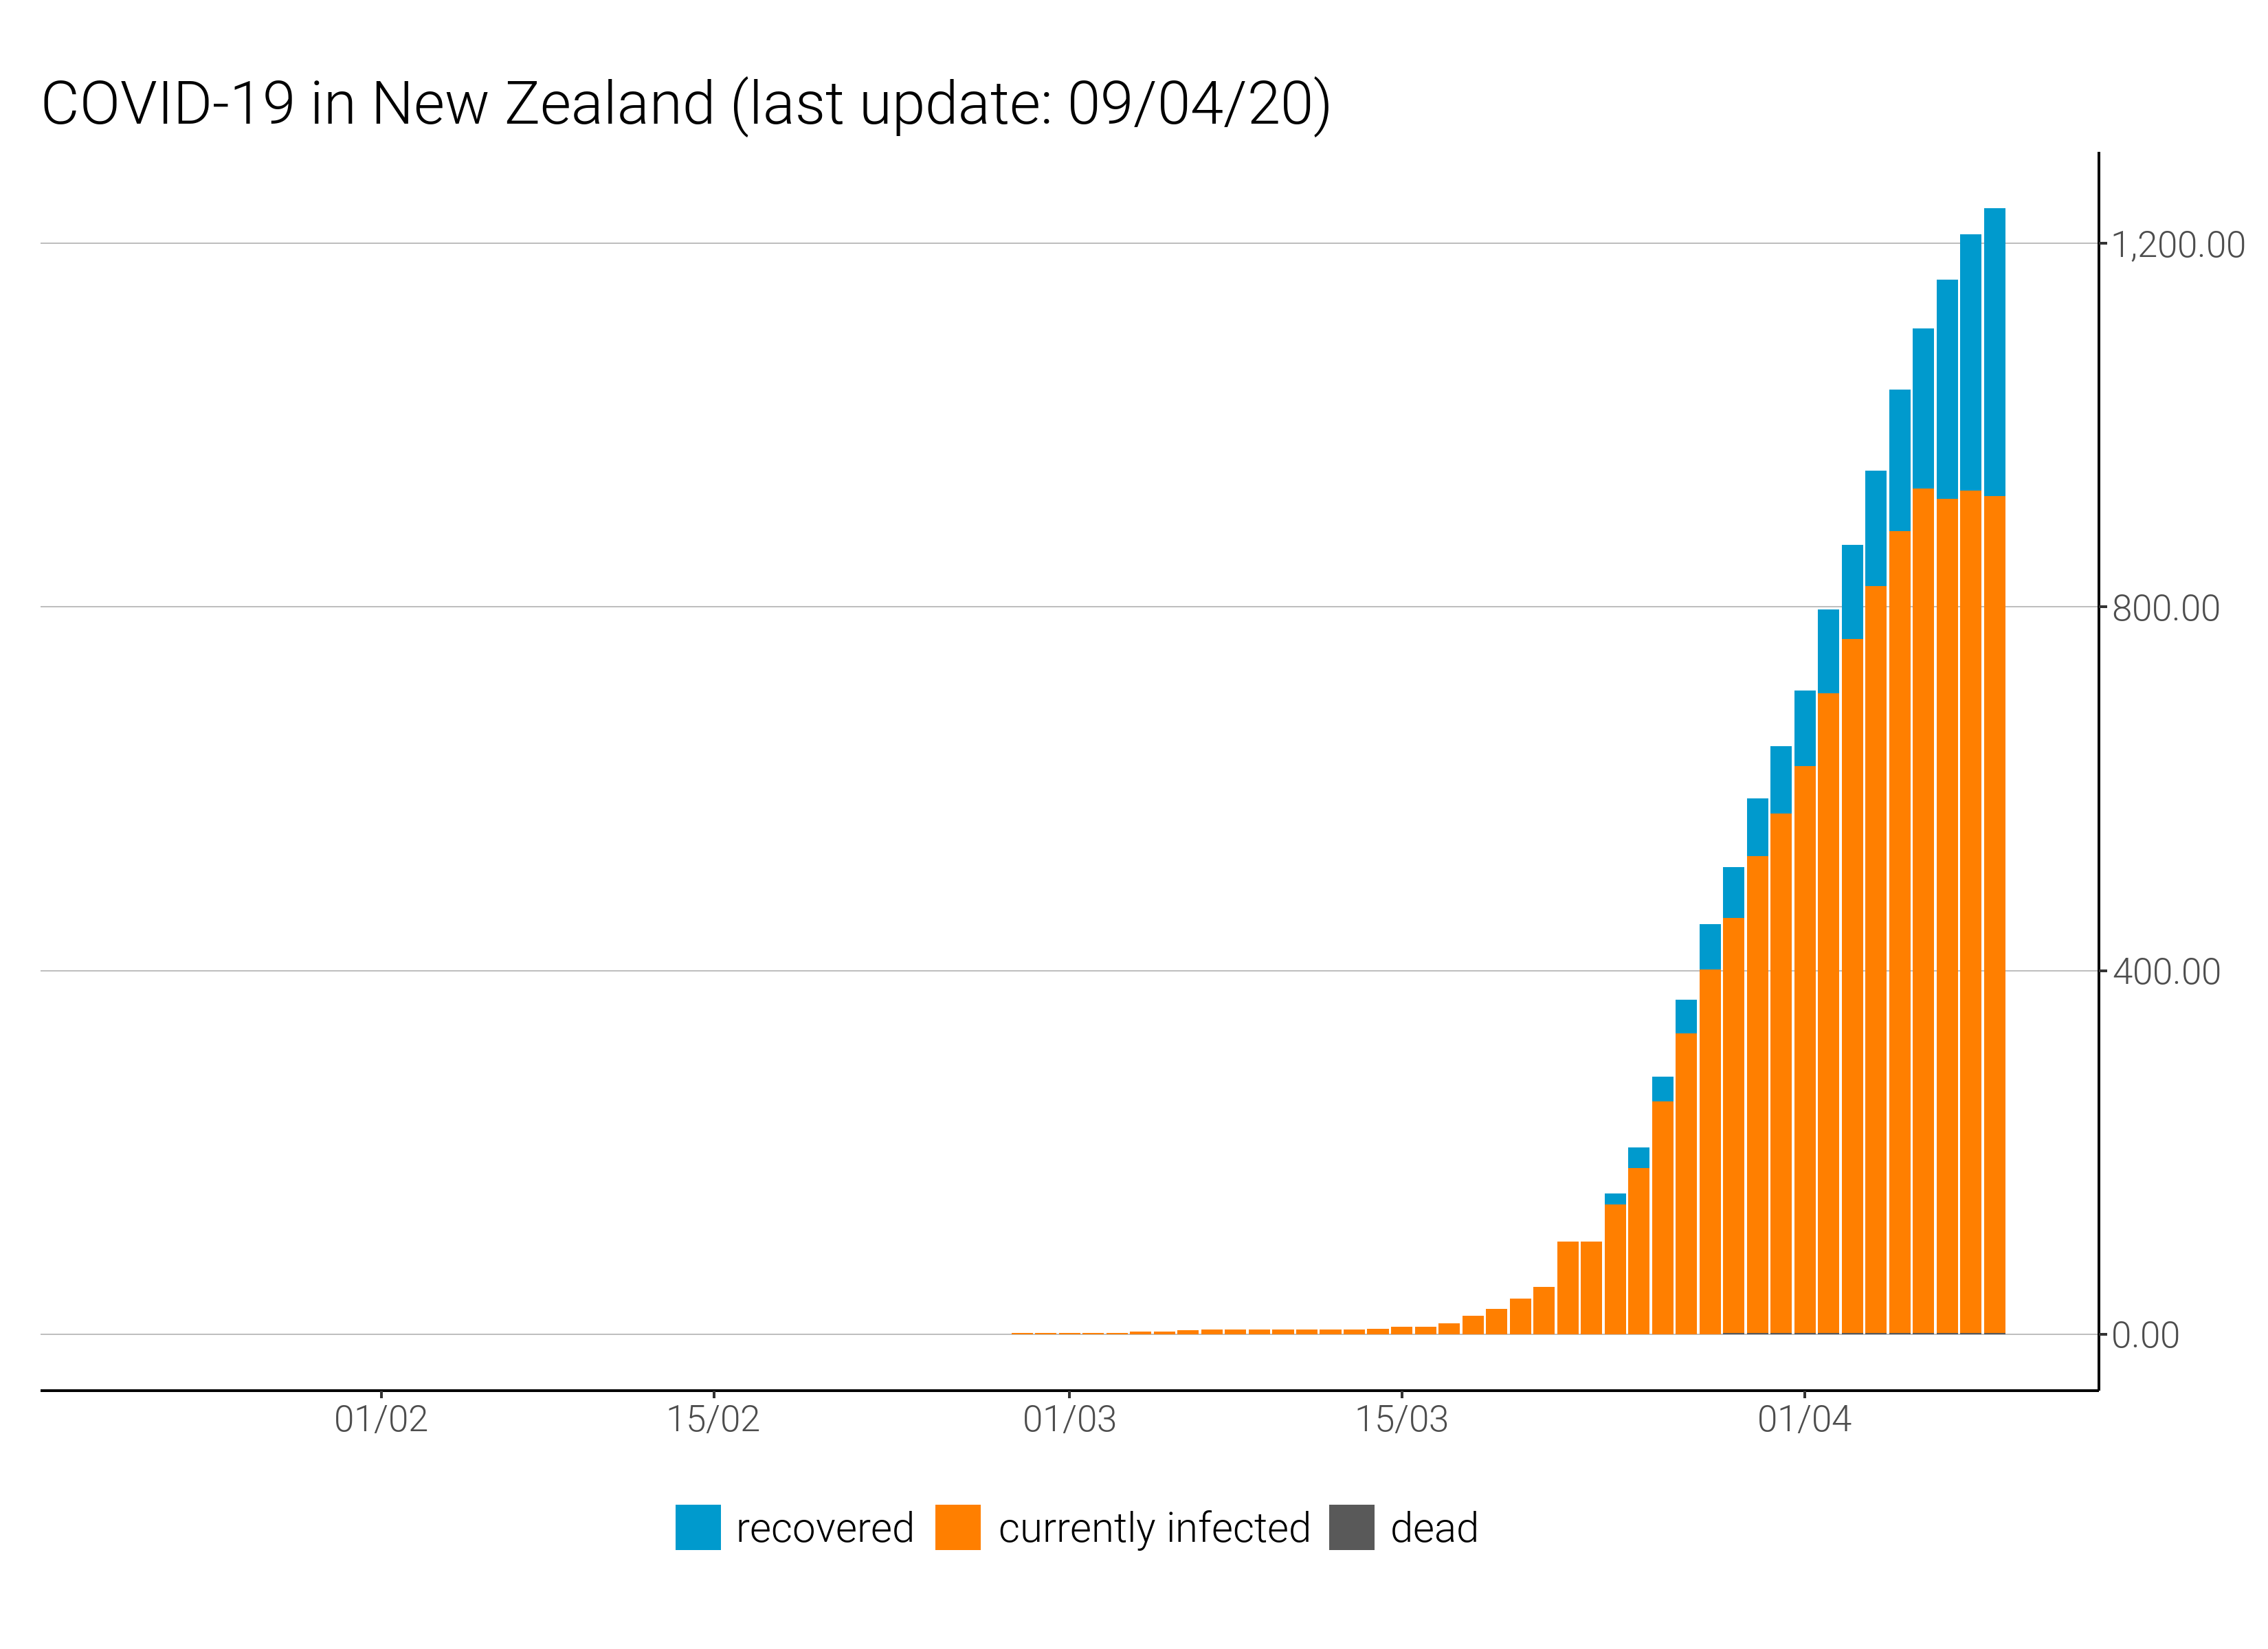 COVID-19 in New Zealand (last update: 09/04/20)
1,200.00
800.00
400.00
0.00
01/02 15/02 01/03 15/03 01/04
recovered currently infected dead